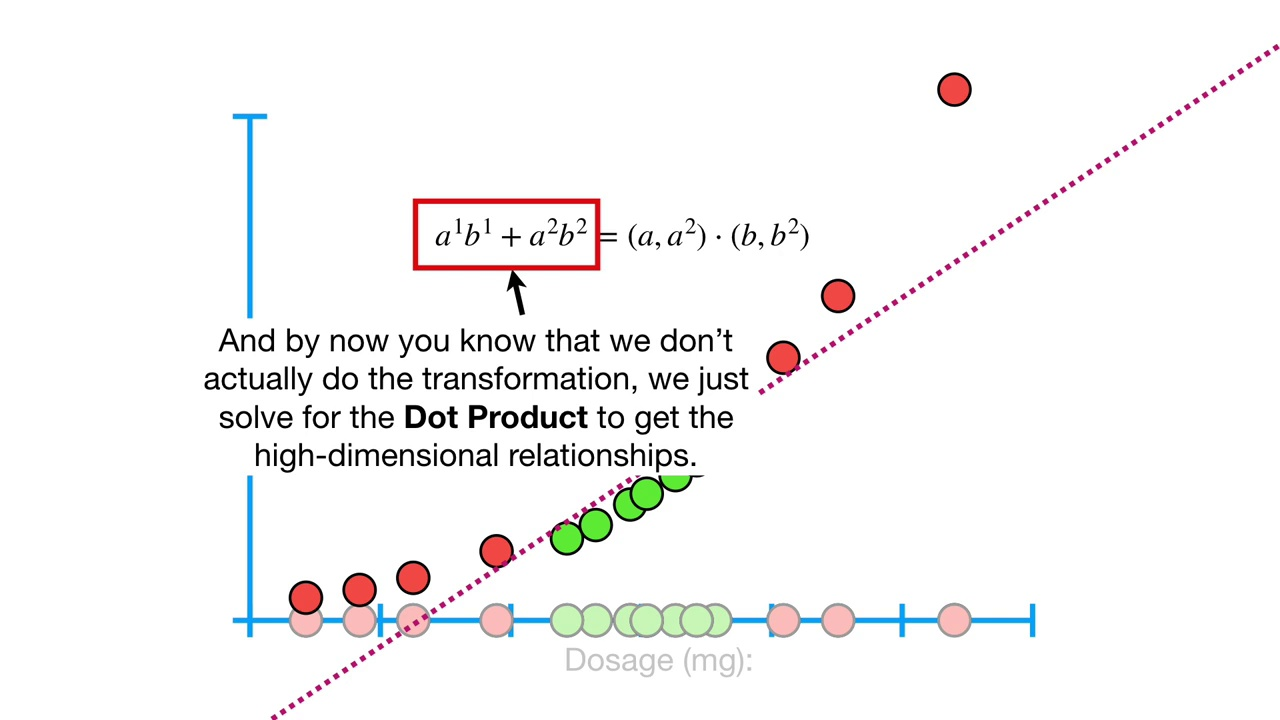 a¹b¹ + a²b² = (a, a²) · (b, b²)
And by now you know that we don’t
actually do the transformation, we just
solve for the Dot Product to get the
high-dimensional relationships.
Dosage (mg):